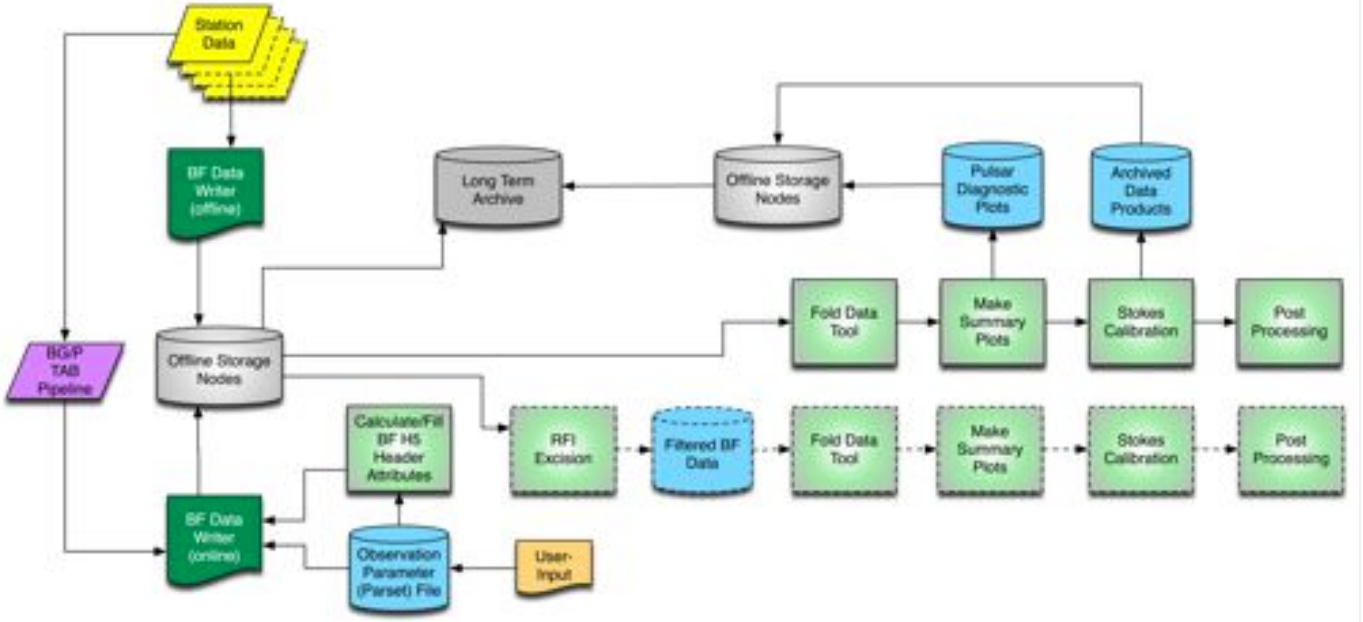 Station
Data
BF Data
Writer
(offline)
Long Term
Archive
Offline Storage
Nodes
Pulsar
Diagnostic
Plots
Archived
Data
Products
Fold Data
Tool
Make
Summary
Plots
Stokes
Calibration
Post
Processing
BG/P
TAB
Pipeline
Offline Storage
Nodes
Calculate/Fill
BF H5
Header
Attributes
RFI
Excision
Filtered BF
Data
Fold Data
Tool
Make
Summary
Plots
Stokes
Calibration
Post
Processing
BF Data
Writer
(online)
Observation
Parameter
(Parset) File
User-
Input